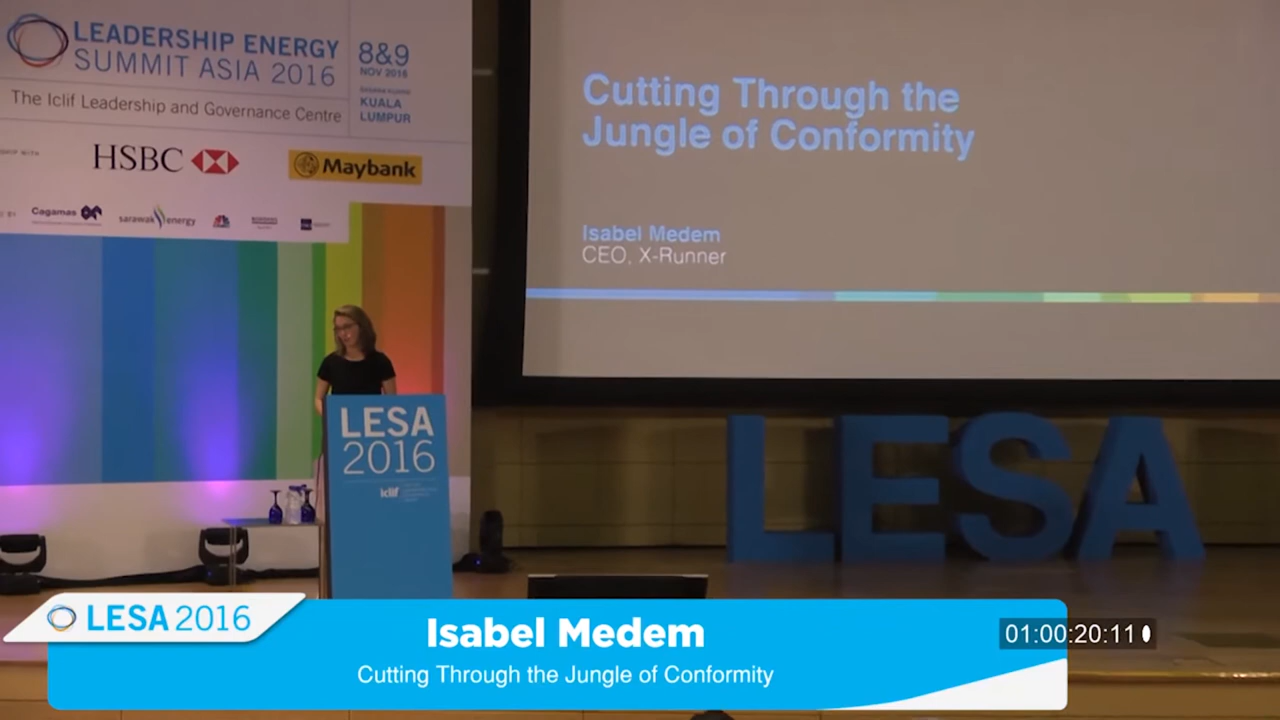 LEADERSHIP ENERGY
SUMMIT ASIA 2016
The Iclif Leadership and Governance Centre
8&9
NOV 2016
KUALA
LUMPUR
HSBC
Maybank
Cagamas
sarawak energy
Cutting Through the
Jungle of Conformity
Isabel Medem
CEO, X-Runner
LESA
2016
iclif
LESA
LESA 2016
Isabel Medem
Cutting Through the Jungle of Conformity
01:00:20:11